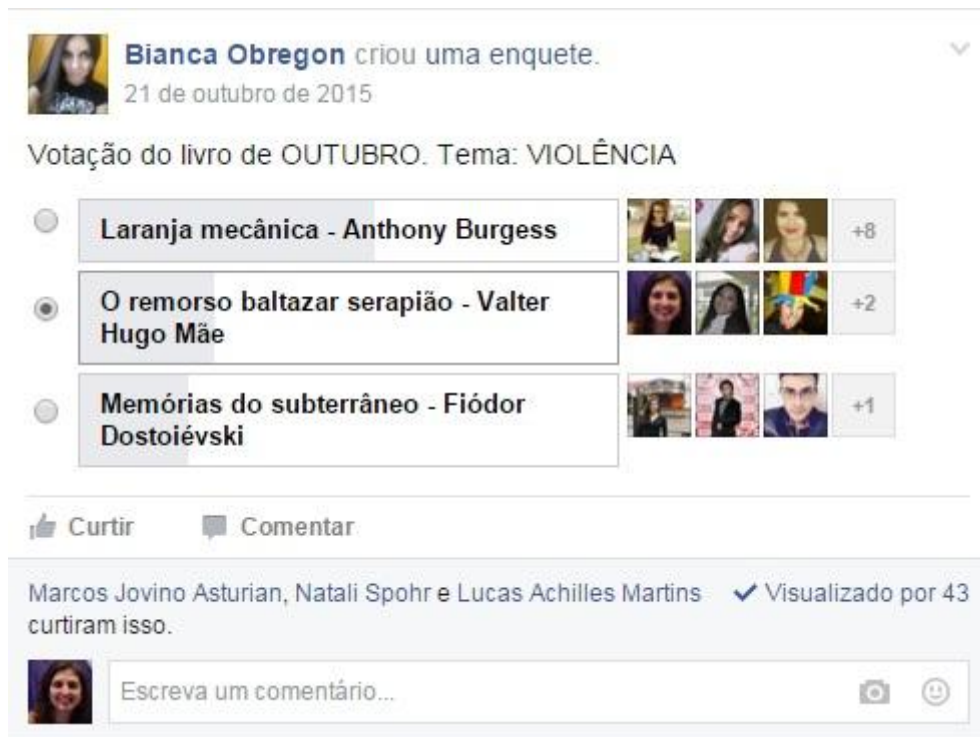 Bianca Obregon criou uma enquete.
21 de outubro de 2015
Votação do livro de OUTUBRO. Tema: VIOLÊNCIA
Laranja mecânica - Anthony Burgess
+8
O remorso baltazar serapião - Valter
Hugo Mãe
+2
Memórias do subterrâneo - Fiódor
Dostoiévski
+1
Curtir Comentar
Marcos Jovino Asturian, Natali Spohr e Lucas Achilles Martins
curtiram isso.
Visualizado por 43
Escreva um comentário...